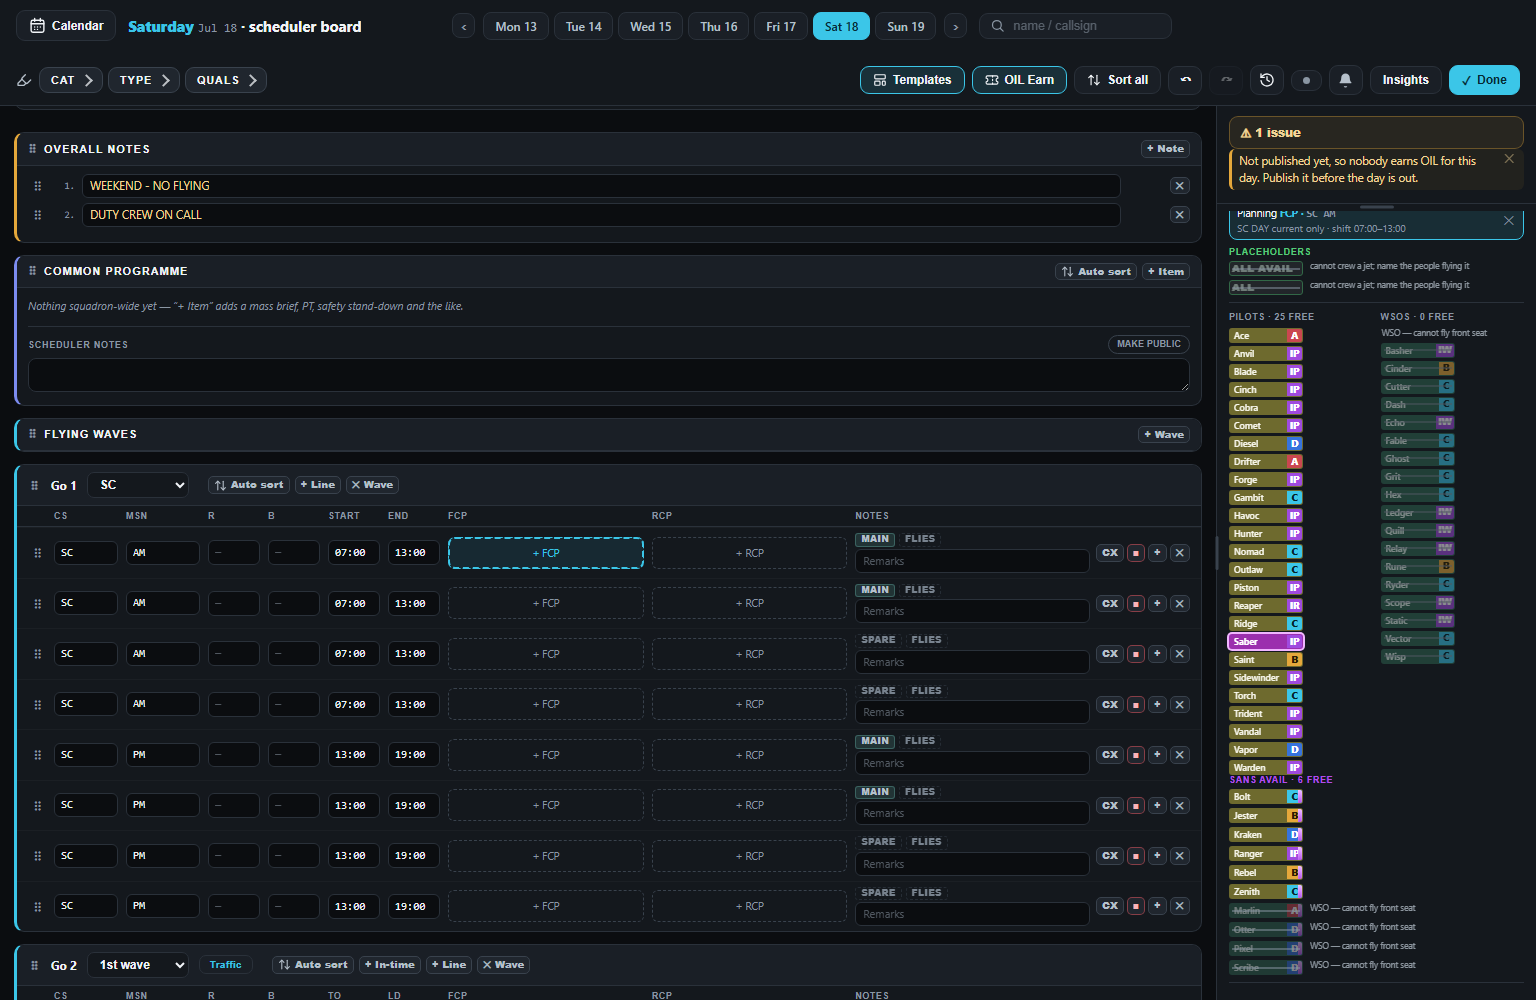 Calendar
Saturday Jul 18 · scheduler board
Mon 13
Tue 14
Wed 15
Thu 16
Fri 17
Sat 18
Sun 19
name / callsign
CAT
TYPE
QUALS
Templates
OIL Earn
Sort all
Insights
✓ Done
OVERALL NOTES
+ Note
1. WEEKEND - NO FLYING
2. DUTY CREW ON CALL
COMMON PROGRAMME
Auto sort
+ Item
Nothing squadron-wide yet — "+ Item" adds a mass brief, PT, safety stand-down and the like.
SCHEDULER NOTES
MAKE PUBLIC
FLYING WAVES
+ Wave
Go 1 SC
Auto sort
+ Line
✕ Wave
CS MSN R B START END FCP RCP NOTES
SC AM – – 07:00 13:00 + FCP + RCP MAIN FLIES Remarks CX
SC AM – – 07:00 13:00 + FCP + RCP MAIN FLIES Remarks CX
SC AM – – 07:00 13:00 + FCP + RCP SPARE FLIES Remarks CX
SC AM – – 07:00 13:00 + FCP + RCP SPARE FLIES Remarks CX
SC PM – – 13:00 19:00 + FCP + RCP MAIN FLIES Remarks CX
SC PM – – 13:00 19:00 + FCP + RCP MAIN FLIES Remarks CX
SC PM – – 13:00 19:00 + FCP + RCP SPARE FLIES Remarks CX
SC PM – – 13:00 19:00 + FCP + RCP SPARE FLIES Remarks CX
Go 2 1st wave
Traffic
Auto sort
+ In-time
+ Line
✕ Wave
CS MSN R B TO LD FCP RCP NOTES
⚠ 1 issue
Not published yet, so nobody earns OIL for this
day. Publish it before the day is out.
Planning FCP · SC AM
SC DAY current only · shift 07:00–13:00
PLACEHOLDERS
ALL AVAIL cannot crew a jet; name the people flying it
ALL cannot crew a jet; name the people flying it
PILOTS · 25 FREE
Ace A
Anvil IP
Blade IP
Cinch IP
Cobra IP
Comet IP
Diesel D
Drifter A
Forge IP
Gambit C
Havoc IP
Hunter IP
Nomad C
Outlaw C
Piston IP
Reaper IR
Ridge C
Saber IP
Saint B
Sidewinder IP
Torch C
Trident IP
Vandal IP
Vapor D
Warden IP
WSOS · 0 FREE
WSO — cannot fly front seat
Basher IW
Cinder B
Cutter C
Dash C
Echo IW
Fable C
Ghost C
Grit C
Hex C
Ledger IW
Quill IW
Relay IW
Rune B
Ryder C
Scope IW
Static IW
Vector C
Wisp C
SANS AVAIL · 6 FREE
Bolt C
Jester B
Kraken D
Ranger IP
Rebel B
Zenith C
Marlin A WSO — cannot fly front seat
Otter D WSO — cannot fly front seat
Pixel D WSO — cannot fly front seat
Scribe D WSO — cannot fly front seat